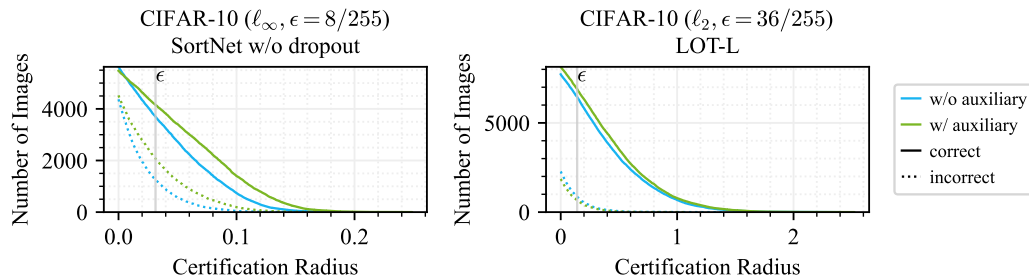 CIFAR-10 (ℓ∞, ϵ = 8/255)
SortNet w/o dropout
ϵ
Number of Images
4000
2000
0
0.0
0.1
0.2
Certification Radius
CIFAR-10 (ℓ2, ϵ = 36/255)
LOT-L
ϵ
Number of Images
5000
0
0
1
2
Certification Radius
w/o auxiliary
w/ auxiliary
correct
incorrect